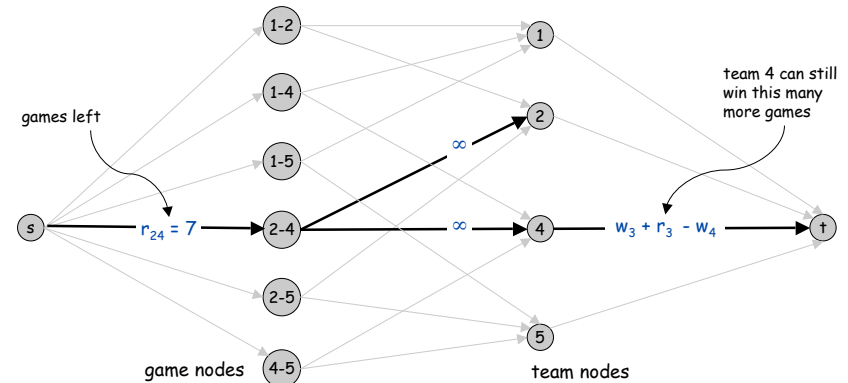 1-2
1
team 4 can still
win this many
more games
1-4
games left
2
∞
1-5
s
r24 = 7
2-4
∞
4
w3 + r3 - w4
t
2-5
5
4-5
game nodes
team nodes